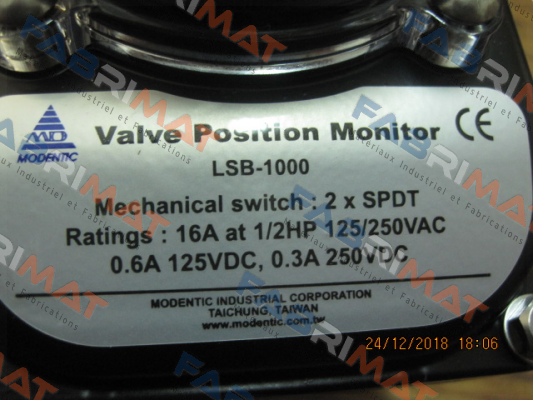 MD
MODENTIC
Valve Position Monitor
LSB-1000
Mechanical switch : 2 x SPDT
Ratings : 16A at 1/2HP 125/250VAC
0.6A 125VDC, 0.3A 250VDC
MODENTIC INDUSTRIAL CORPORATION
TAICHUNG, TAIWAN
www.modentic.com.tw
CE
24/12/2018 18:06
FABRIMAT
Matériaux Industriel et Fabrications